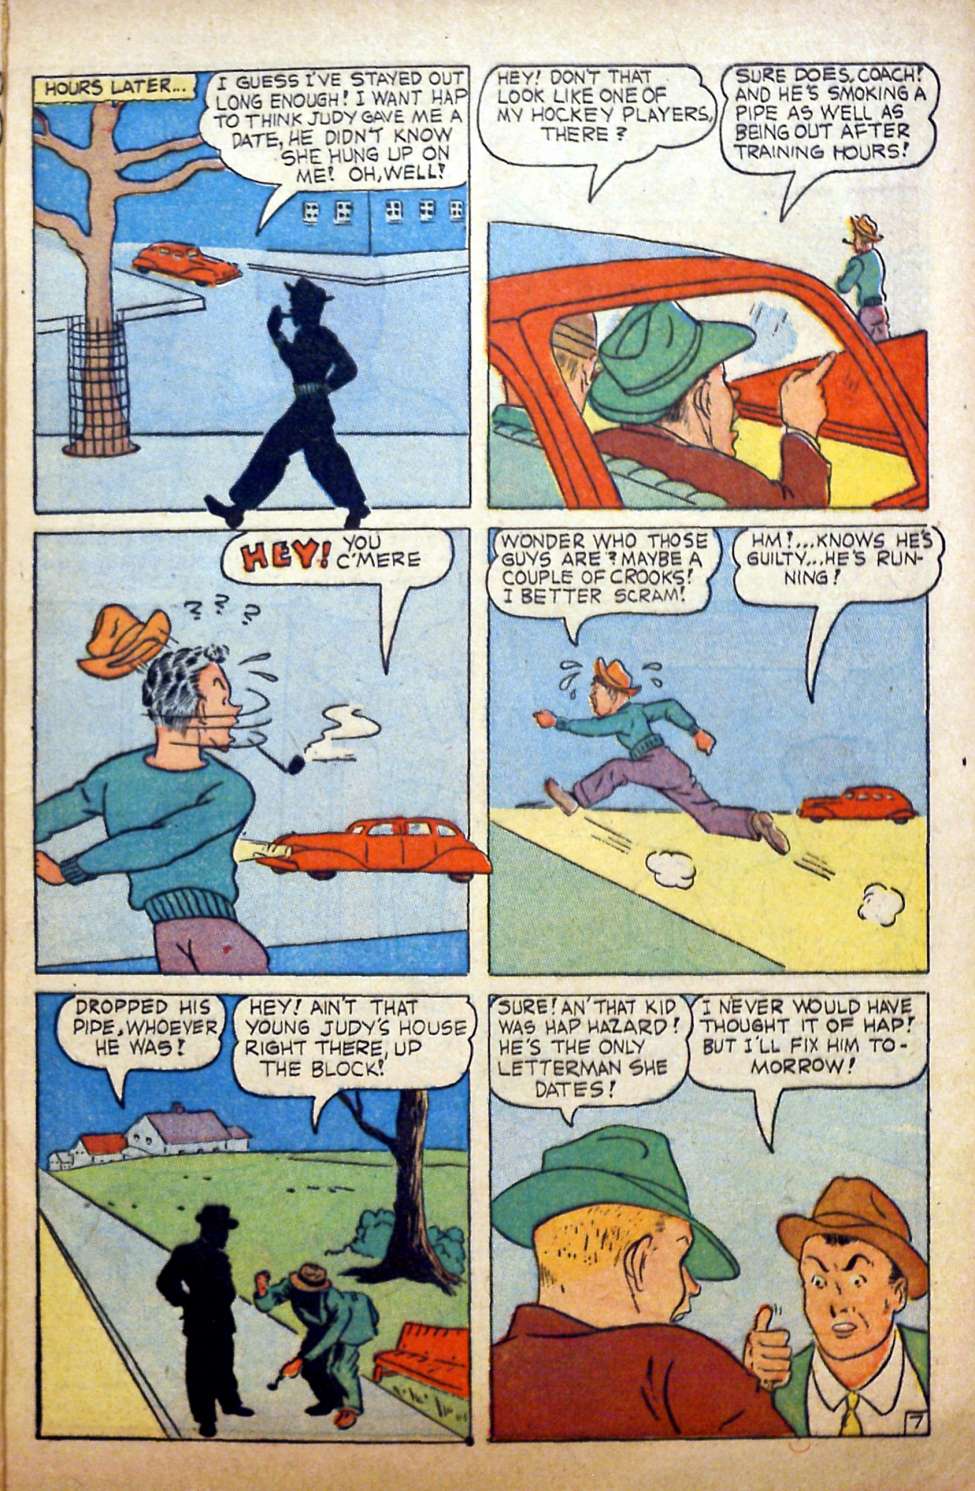 HOURS LATER...
I GUESS I'VE STAYED OUT
LONG ENOUGH! I WANT HAP
TO THINK JUDY GAVE ME A
DATE, HE DIDN'T KNOW
SHE HUNG UP ON
ME! OH, WELL!
HEY! DON'T THAT
LOOK LIKE ONE OF
MY HOCKEY PLAYERS,
THERE?
SURE DOES, COACH!
AND HE'S SMOKING A
PIPE AS WELL AS
BEING OUT AFTER
TRAINING HOURS!
HEY! YOU
C'MERE
? ? ?
WONDER WHO THOSE
GUYS ARE? MAYBE A
COUPLE OF CROOKS!
I BETTER SCRAM!
HM!...KNOWS HE'S
GUILTY...HE'S RUN-
NING!
DROPPED HIS
PIPE, WHOEVER
HE WAS!
HEY! AIN'T THAT
YOUNG JUDY'S HOUSE
RIGHT THERE, UP
THE BLOCK!
SURE! AN' THAT KID
WAS HAP HAZARD!
HE'S THE ONLY
LETTERMAN SHE
DATES!
I NEVER WOULD HAVE
THOUGHT IT OF HAP!
BUT I'LL FIX HIM TO-
MORROW!
7